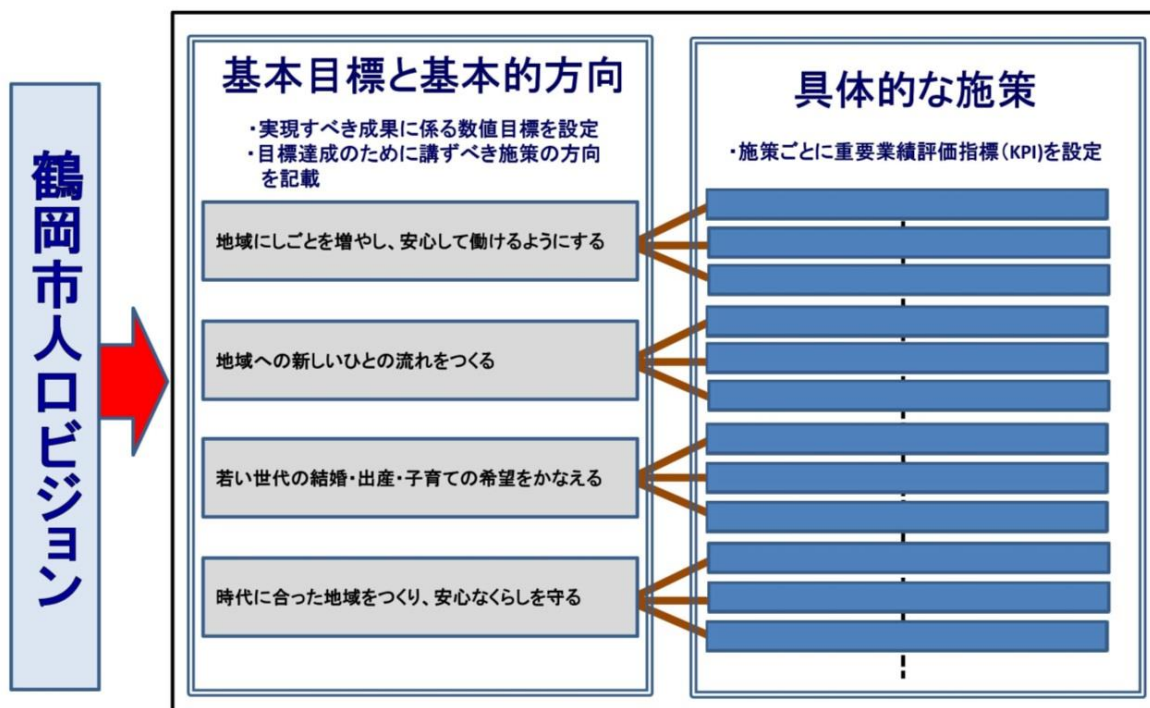 鶴岡市人口ビジョン
基本目標と基本的方向
・実現すべき成果に係る数値目標を設定
・目標達成のために講ずべき施策の方向
を記載
地域にしごとを増やし、安心して働けるようにする
地域への新しいひとの流れをつくる
若い世代の結婚・出産・子育ての希望をかなえる
時代に合った地域をつくり、安心なくらしを守る
具体的な施策
・施策ごとに重要業績評価指標(KPI)を設定